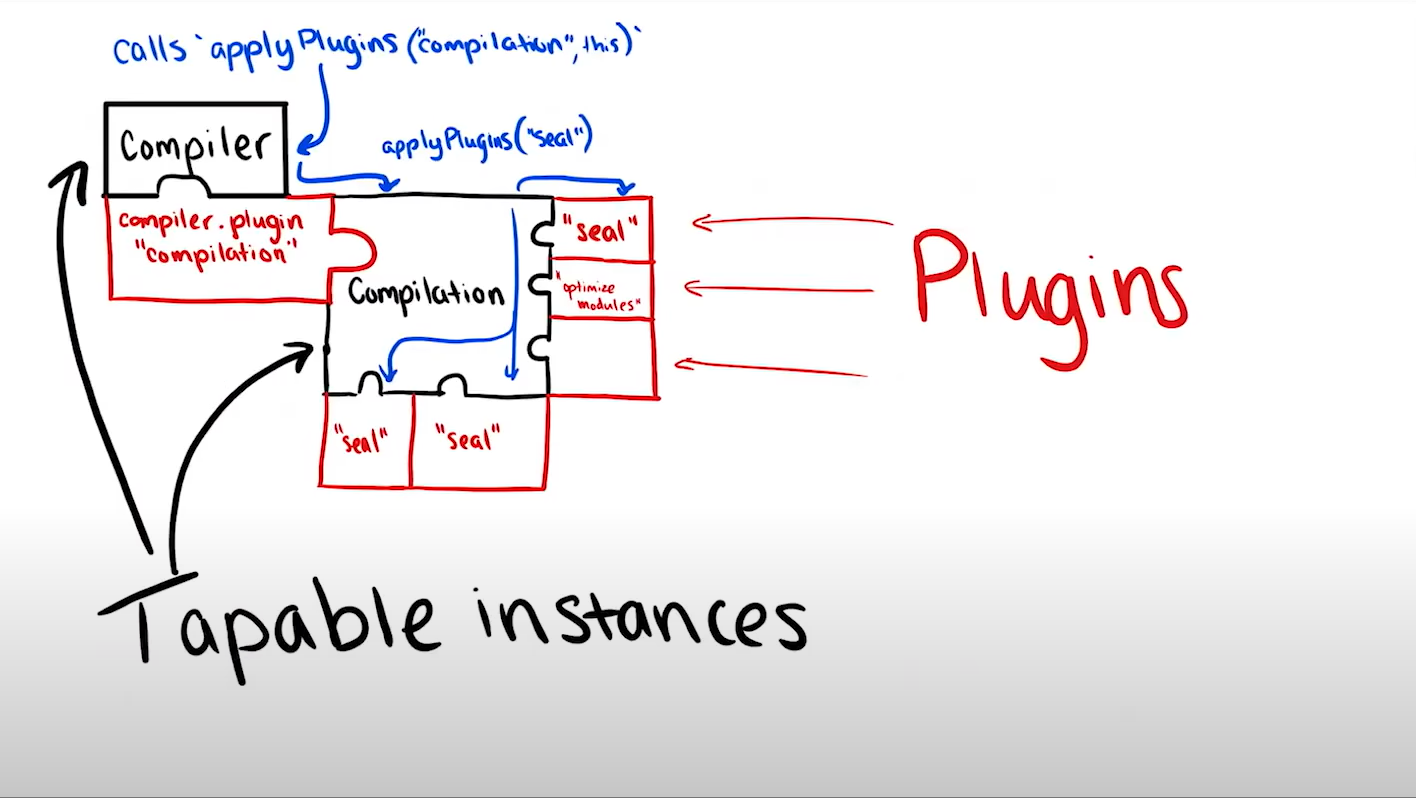 calls `applyPlugins("compilation", this)`
Compiler
applyPlugins("seal")
compiler.plugin
"compilation"
"seal"
"optimize
modules"
Compilation
Plugins
"seal"
"seal"
Tapable instances